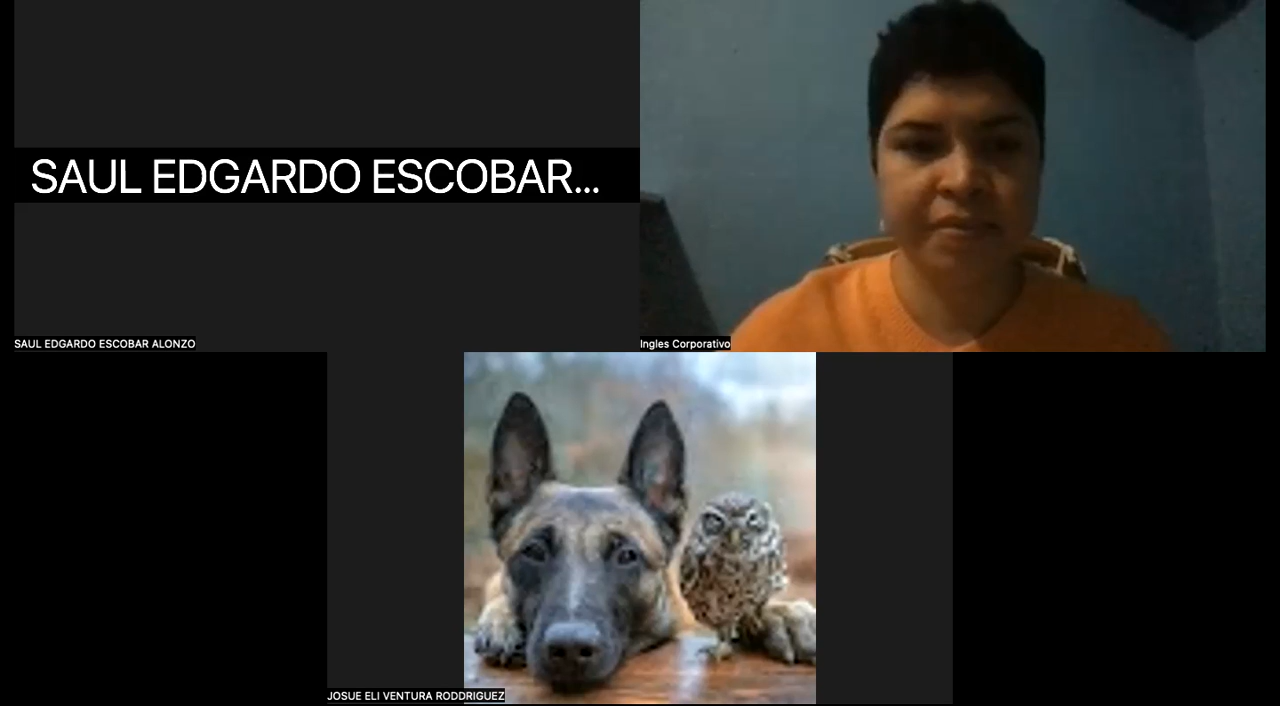 SAUL EDGARDO ESCOBAR...
SAUL EDGARDO ESCOBAR ALONZO
Ingles Corporativo
JOSUE ELI VENTURA RODDRIGUEZ